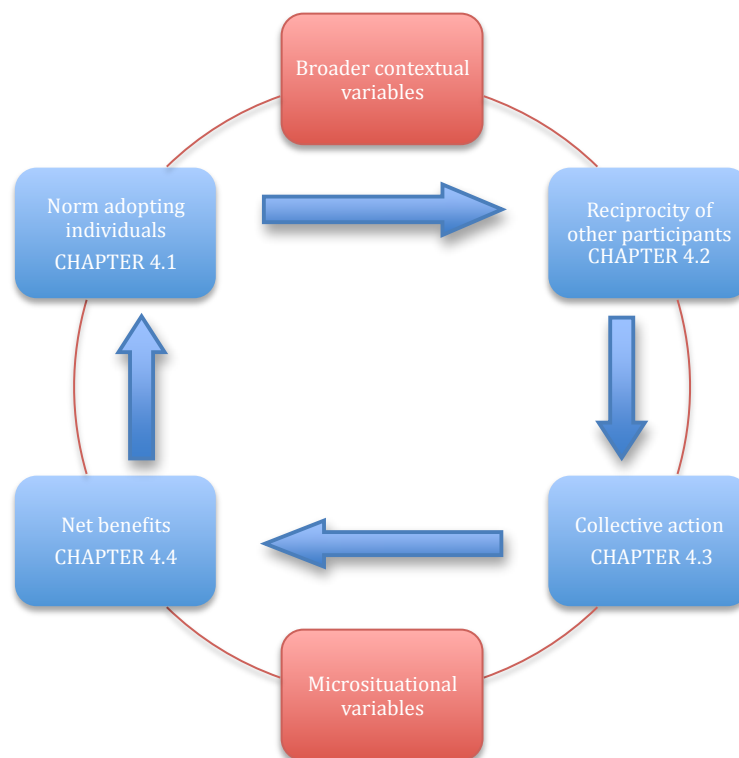 Broader contextual
variables
Norm adopting
individuals
CHAPTER 4.1
Reciprocity of
other participants
CHAPTER 4.2
Net benefits
CHAPTER 4.4
Collective action
CHAPTER 4.3
Microsituational
variables